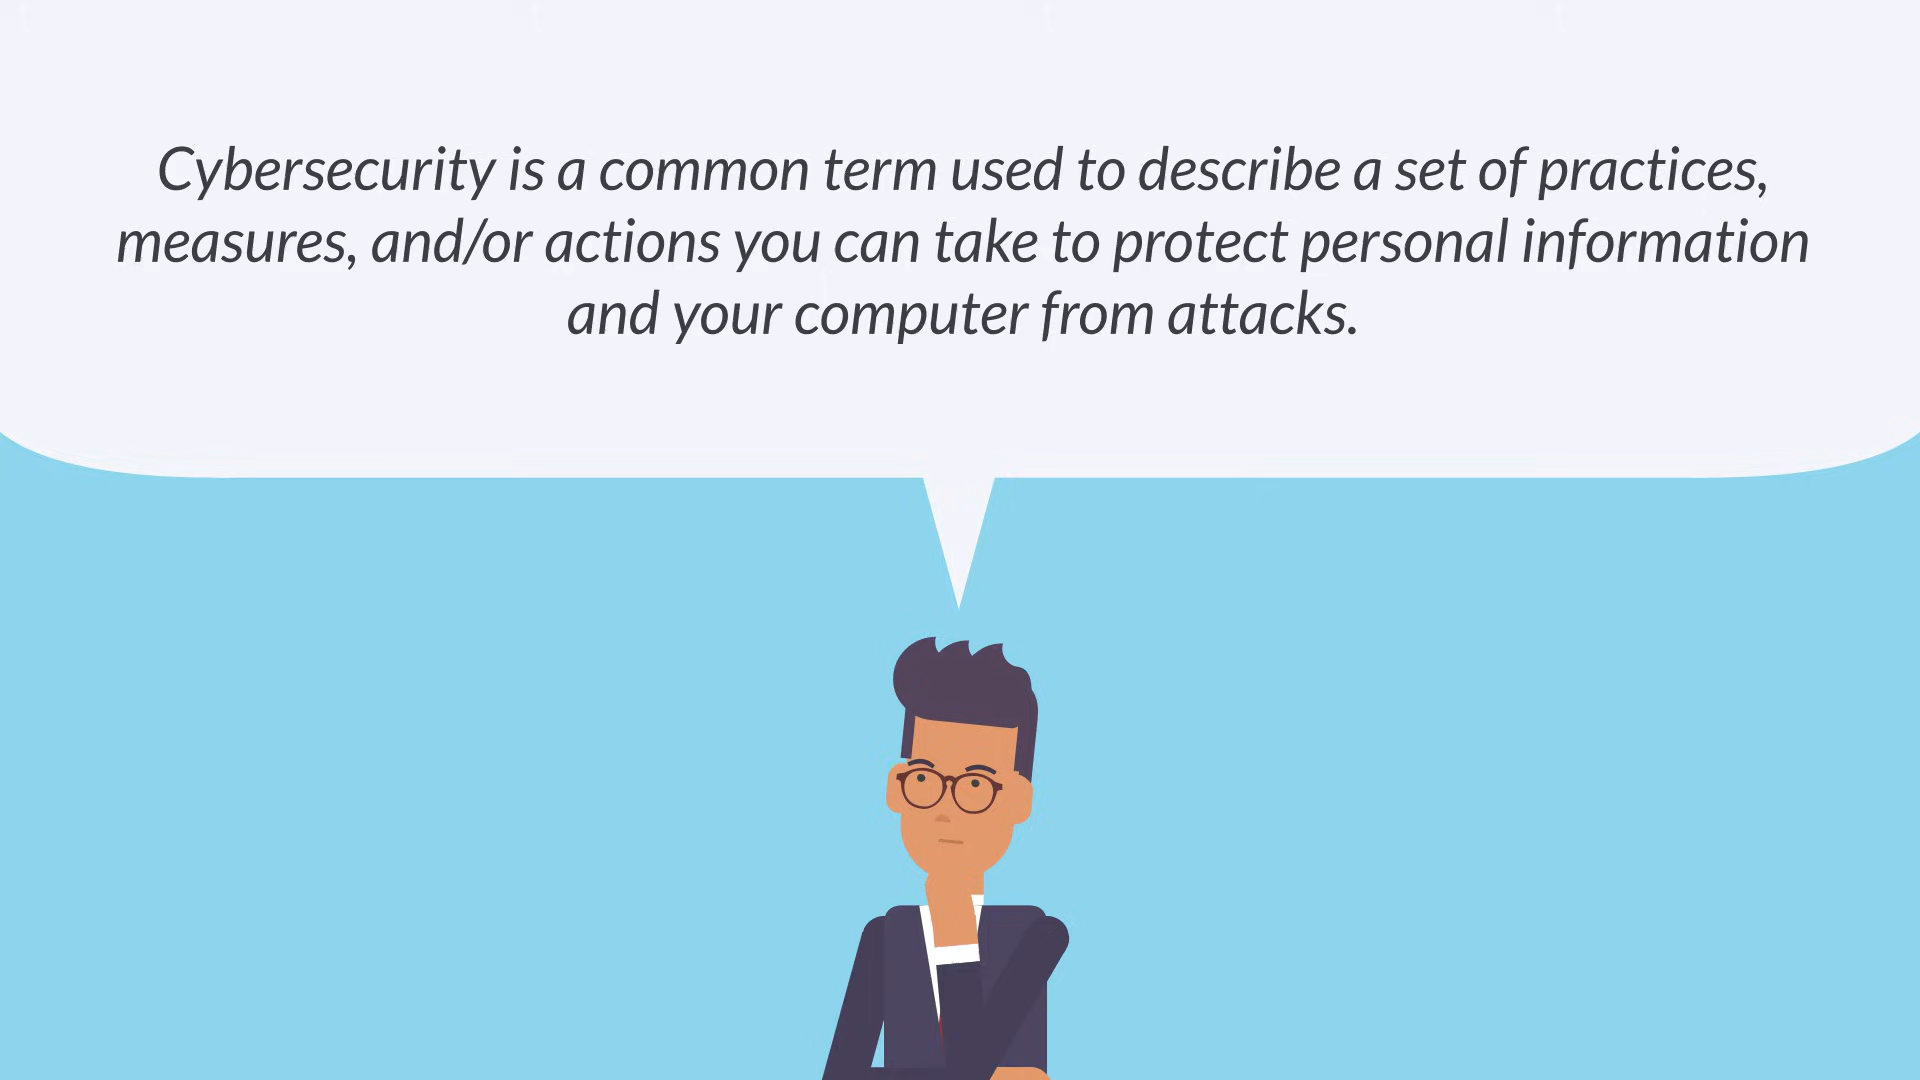 Cybersecurity is a common term used to describe a set of practices,
measures, and/or actions you can take to protect personal information
and your computer from attacks.